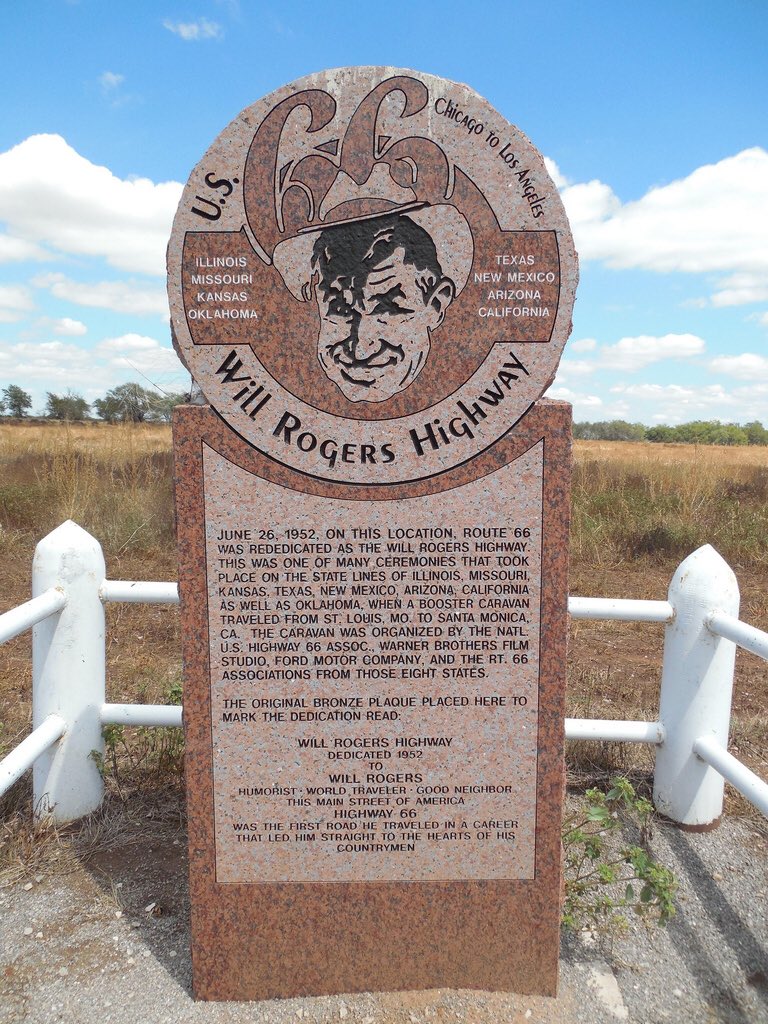 U.S. 66
Chicago to Los Angeles
ILLINOIS
MISSOURI
KANSAS
OKLAHOMA
TEXAS
NEW MEXICO
ARIZONA
CALIFORNIA
Will Rogers Highway
JUNE 26, 1952, ON THIS LOCATION, ROUTE 66
WAS REDEDICATED AS THE WILL ROGERS HIGHWAY.
THIS WAS ONE OF MANY CEREMONIES THAT TOOK
PLACE ON THE STATE LINES OF ILLINOIS, MISSOURI,
KANSAS, TEXAS, NEW MEXICO, ARIZONA, CALIFORNIA
AS WELL AS OKLAHOMA, WHEN A BOOSTER CARAVAN
TRAVELED FROM ST. LOUIS, MO. TO SANTA MONICA,
CA. THE CARAVAN WAS ORGANIZED BY THE NATL.
U.S. HIGHWAY 66 ASSOC., WARNER BROTHERS FILM
STUDIO, FORD MOTOR COMPANY, AND THE RT. 66
ASSOCIATIONS FROM THOSE EIGHT STATES.
THE ORIGINAL BRONZE PLAQUE PLACED HERE TO
MARK THE DEDICATION READ:
WILL ROGERS HIGHWAY
DEDICATED 1952
TO
WILL ROGERS
HUMORIST · WORLD TRAVELER · GOOD NEIGHBOR
THIS MAIN STREET OF AMERICA
HIGHWAY 66
WAS THE FIRST ROAD HE TRAVELED IN A CAREER
THAT LED HIM STRAIGHT TO THE HEARTS OF HIS
COUNTRYMEN